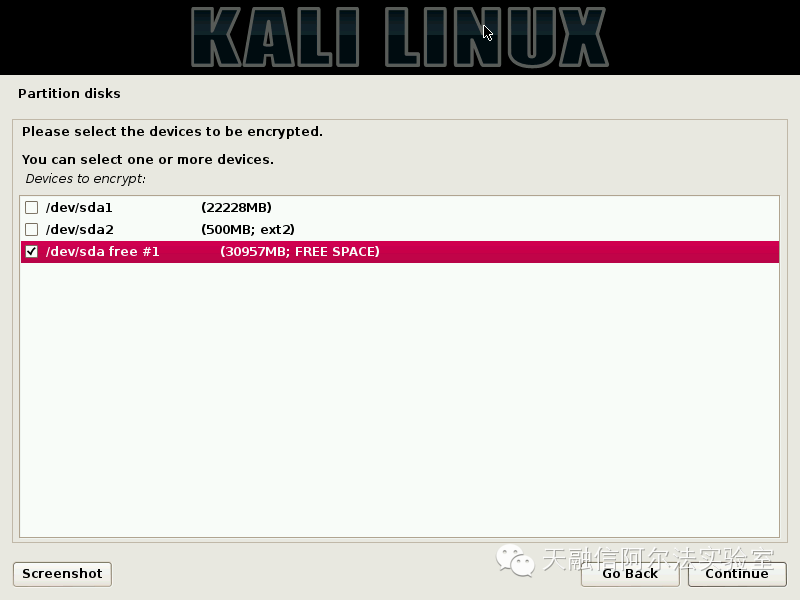 KALI LINUX
Partition disks
Please select the devices to be encrypted.
You can select one or more devices.
Devices to encrypt:
/dev/sda1 (22228MB)
/dev/sda2 (500MB; ext2)
/dev/sda free #1 (30957MB; FREE SPACE)
天融信阿尔法实验室
Screenshot Go Back Continue